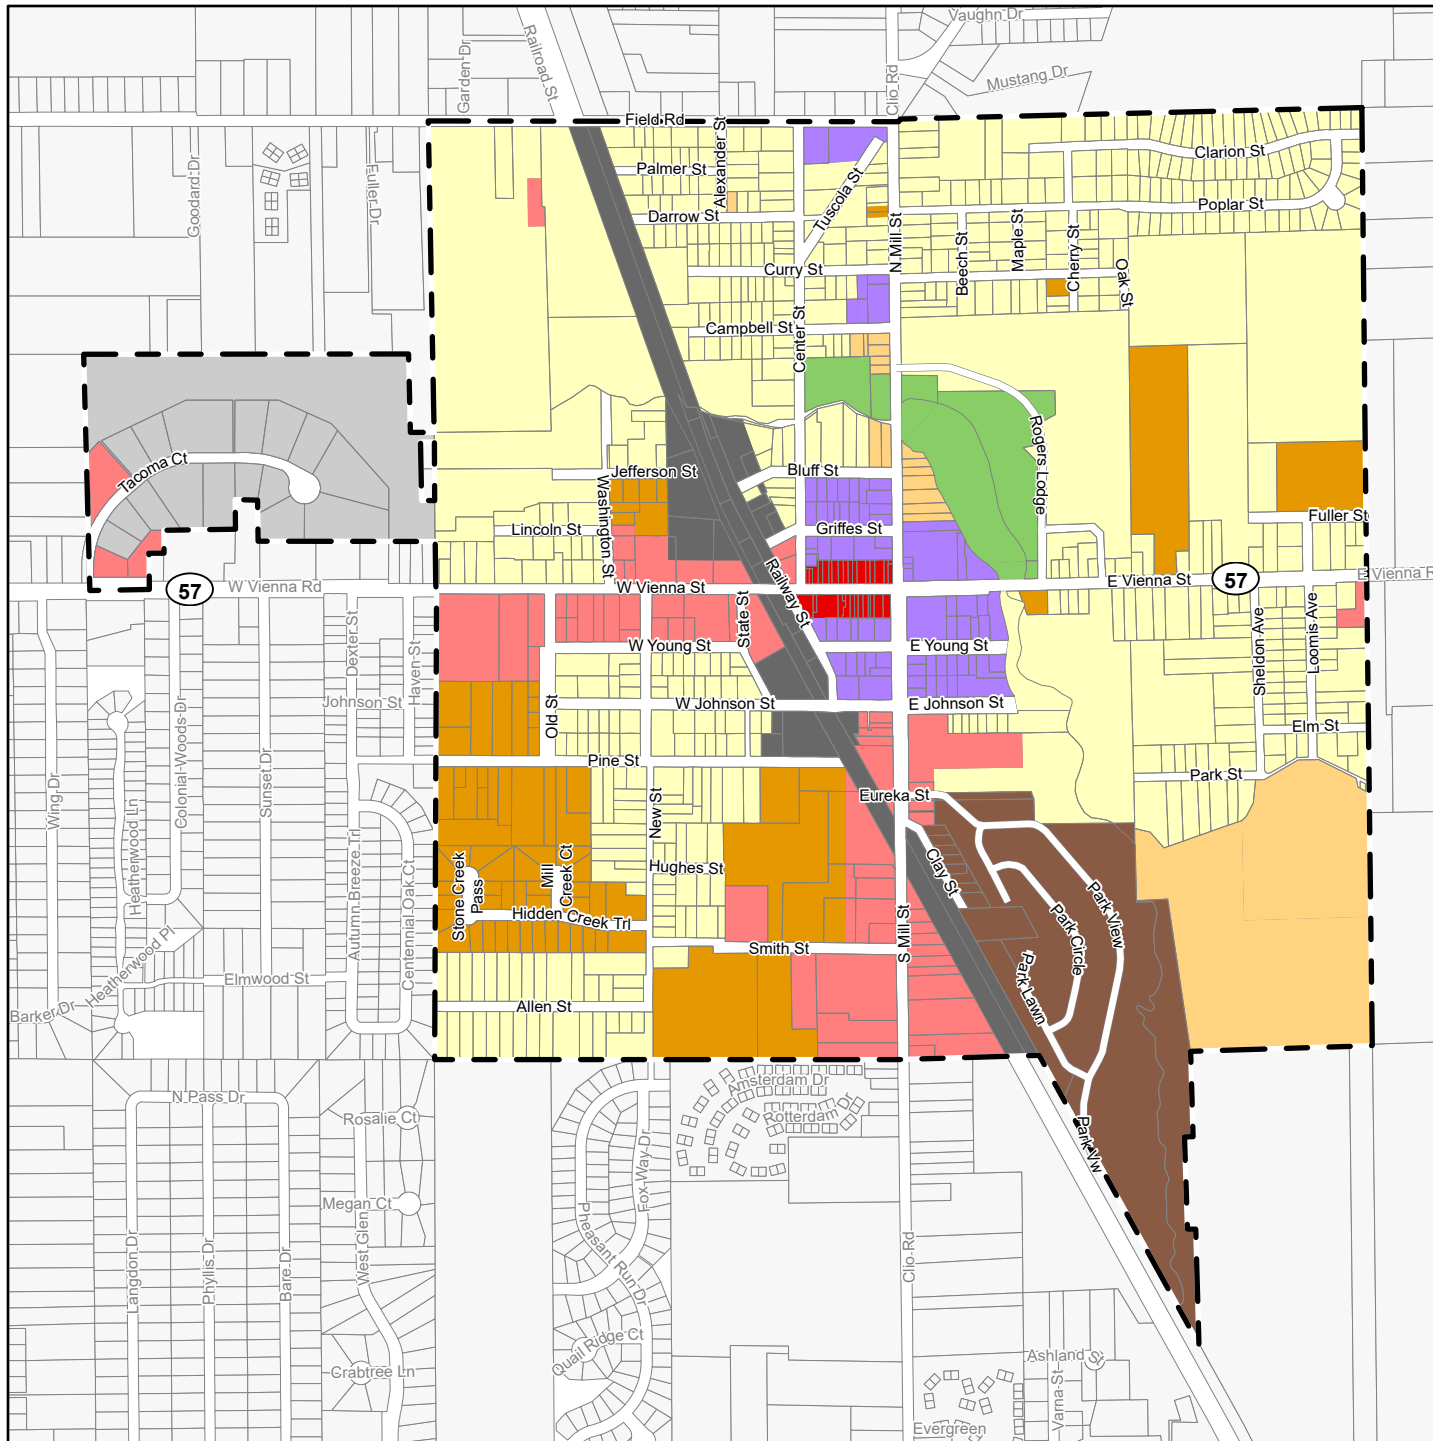 Vaughn Dr
Railroad St
Garden Dr
Clio Rd
Mustang Dr
Field Rd
Alexander St
Palmer St
Clarion St
Goodard Dr
Fuller Dr
Tuscola St
Darrow St
Poplar St
N Mill St
Beech St
Maple St
Cherry St
Oak St
Curry St
Campbell St
Center St
Rogers Lodge
Tacoma Ct
Jefferson St
Bluff St
Washington St
Lincoln St
Griffes St
Fuller St
57
W Vienna Rd
W Vienna St
Railway St
E Vienna St
57
E Vienna R
State St
Dexter St
Haven St
W Young St
E Young St
Sheldon Ave
Loomis Ave
Johnson St
Old St
W Johnson St
E Johnson St
Elm St
Colonial Woods Dr
Sunset Dr
Wing Dr
Heatherwood Ln
Pine St
Park St
New St
Eureka St
Autumn Breeze Trl
Centennial Oak Ct
Stone Creek
Pass
Mill
Creek Ct
Hughes St
Clay St
Hidden Creek Trl
Park View
Park Circle
Heatherwood Pl
Smith St
S Mill St
Elmwood St
Park Lawn
Barker Dr
Allen St
Amsterdam Dr
N Pass Dr
Rotterdam Dr
Rosalie Ct
Park Vw
Fox Way Dr
Megan Ct
Pheasant Run Dr
West Glen
Langdon Dr
Phyllis Dr
Bare Dr
Clio Rd
Quail Ridge Ct
Crabtree Ln
Ashland St
Varna St
Evergreen